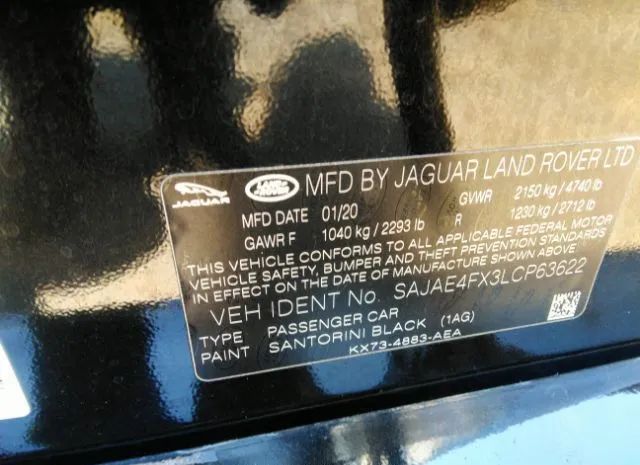 JAGUAR
LAND ROVER
MFD BY JAGUAR LAND ROVER LTD
MFD DATE 01/20 GVWR 2150 kg / 4740 lb
GAWR F 1040 kg / 2293 lb R 1230 kg / 2712 lb
THIS VEHICLE CONFORMS TO ALL APPLICABLE FEDERAL MOTOR
VEHICLE SAFETY, BUMPER AND THEFT PREVENTION STANDARDS
IN EFFECT ON THE DATE OF MANUFACTURE SHOWN ABOVE
VEH IDENT No. SAJAE4FX3LCP63622
TYPE PASSENGER CAR
PAINT SANTORINI BLACK (1AG)
KX73-4883-AEA